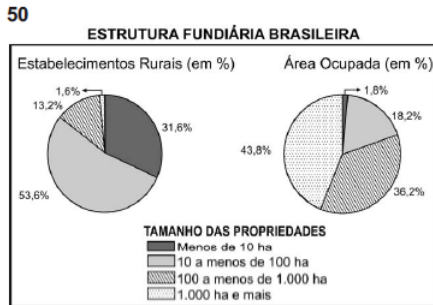 50
ESTRUTURA FUNDIÁRIA BRASILEIRA
Estabelecimentos Rurais (em %)
Área Ocupada (em %)
1,6%
13,2%
31,6%
53,6%
1,8%
18,2%
43,8%
36,2%
TAMANHO DAS PROPRIEDADES
Menos de 10 ha
10 a menos de 100 ha
100 a menos de 1.000 ha
1.000 ha e mais